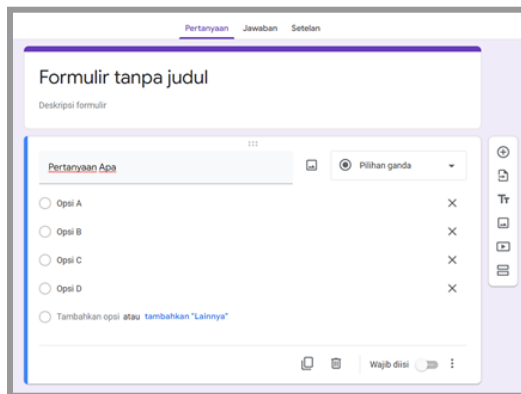 Pertanyaan Jawaban Setelan
Formulir tanpa judul
Deskripsi formulir
Pertanyaan Apa
Pilihan ganda
Opsi A
Opsi B
Opsi C
Opsi D
Tambahkan opsi atau tambahkan "Lainnya"
Wajib diisi
Tт